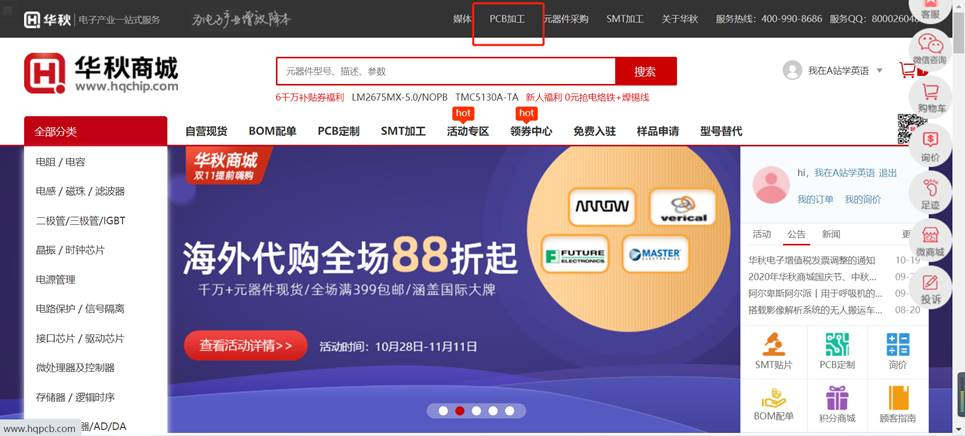 华秋 电子产业一站式服务
媒体 PCB加工 元器件采购 SMT加工 关于华秋 服务热线：400-990-8686 服务QQ：
华秋商城
www.hqchip.com
元器件型号、描述、参数 搜索
我在A站学英语
6千万补贴券福利 LM2675MX-5.0/NOPB TMC5130A-TA 新人福利 0元抢电烙铁+焊锡线
hot hot
全部分类 自营现货 BOM配单 PCB定制 SMT加工 活动专区 领券中心 免费入驻 样品申请 型号替代
电阻 / 电容
电感 / 磁珠 / 滤波器
二极管/三极管/IGBT
晶振 / 时钟芯片
电源管理
电路保护 / 信号隔离
接口芯片 / 驱动芯片
微处理器及控制器
存储器 / 逻辑时序
器/AD/DA
www.hqpcb.com
华秋商城
双11提前嗨购
海外代购全场88折起
千万+元器件现货/全场满399包邮/涵盖国际大牌
查看活动详情>> 活动时间：10月28日-11月11日
ARROW
verical
FUTURE
ELECTRONICS
MASTER
hi，我在A站学英语 退出
我的订单 我的询价
活动 公告 新闻 更
华秋电子增值税发票调整的通知 10-19
2020年华秋商城国庆节、中秋... 09-
阿尔卑斯阿尔派丨用于呼吸机的... 09-
搭载影像解析系统的无人搬运车... 08-20
SMT贴片 PCB定制 询价
BOM配单 积分商城 顾客指南
客服
微信咨询
购物车
询价
足迹
微商城
投诉